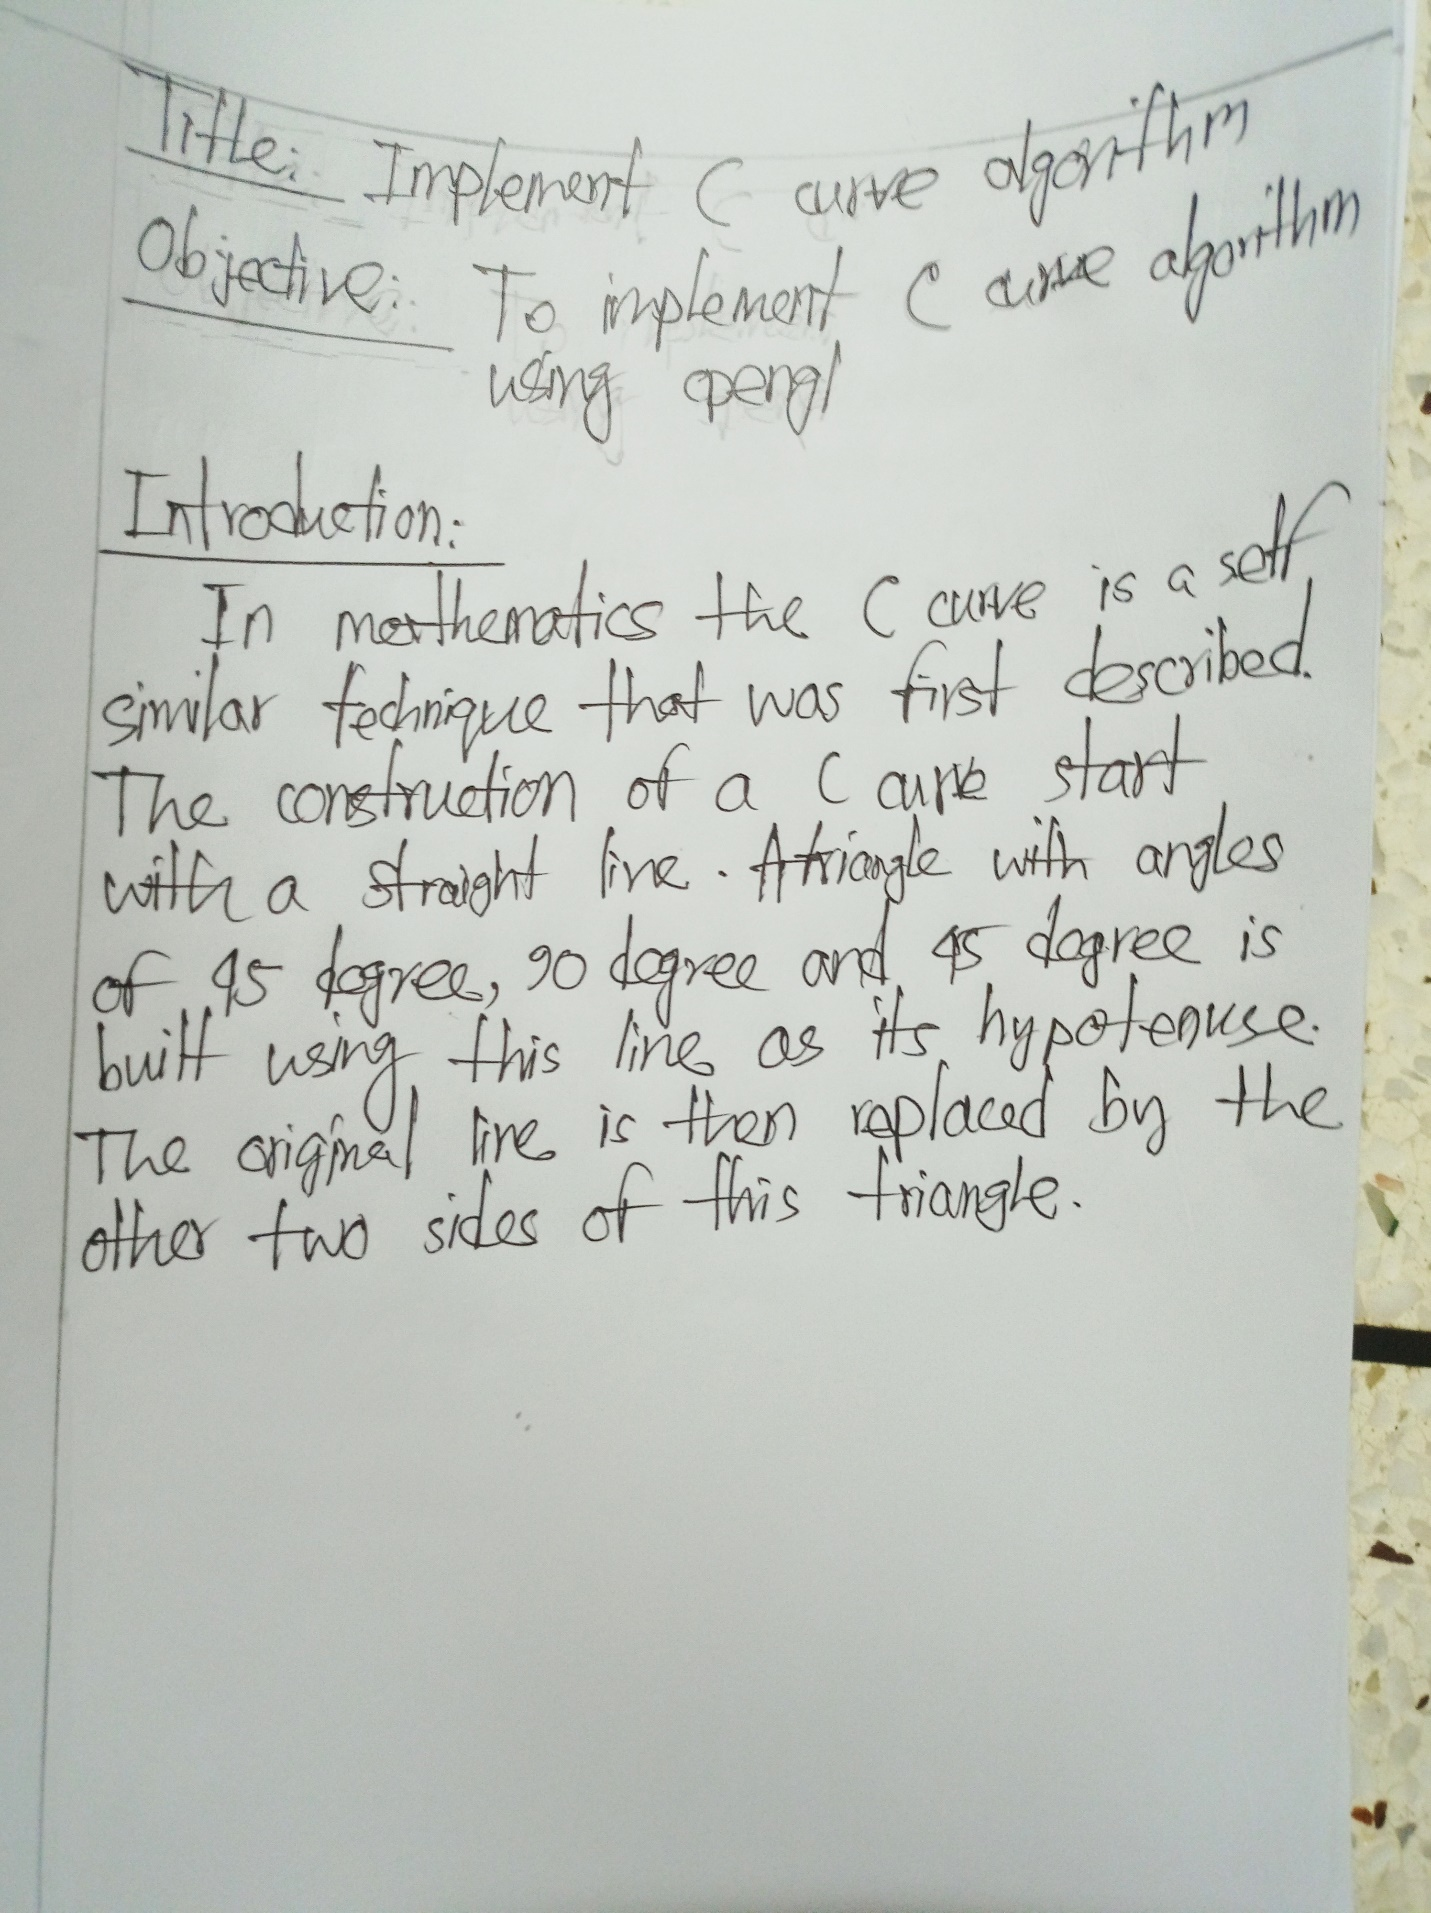 Title: Implement C curve algorithm
Objective: To implement C curve algorithm
using opengl
Introduction:
In mathematics the C curve is a self
similar technique that was first described.
The construction of a C curve start
with a straight line. A triangle with angles
of 45 degree, 90 degree and 45 degree is
built using this line as its hypotenuse.
The original line is then replaced by the
other two sides of this triangle.